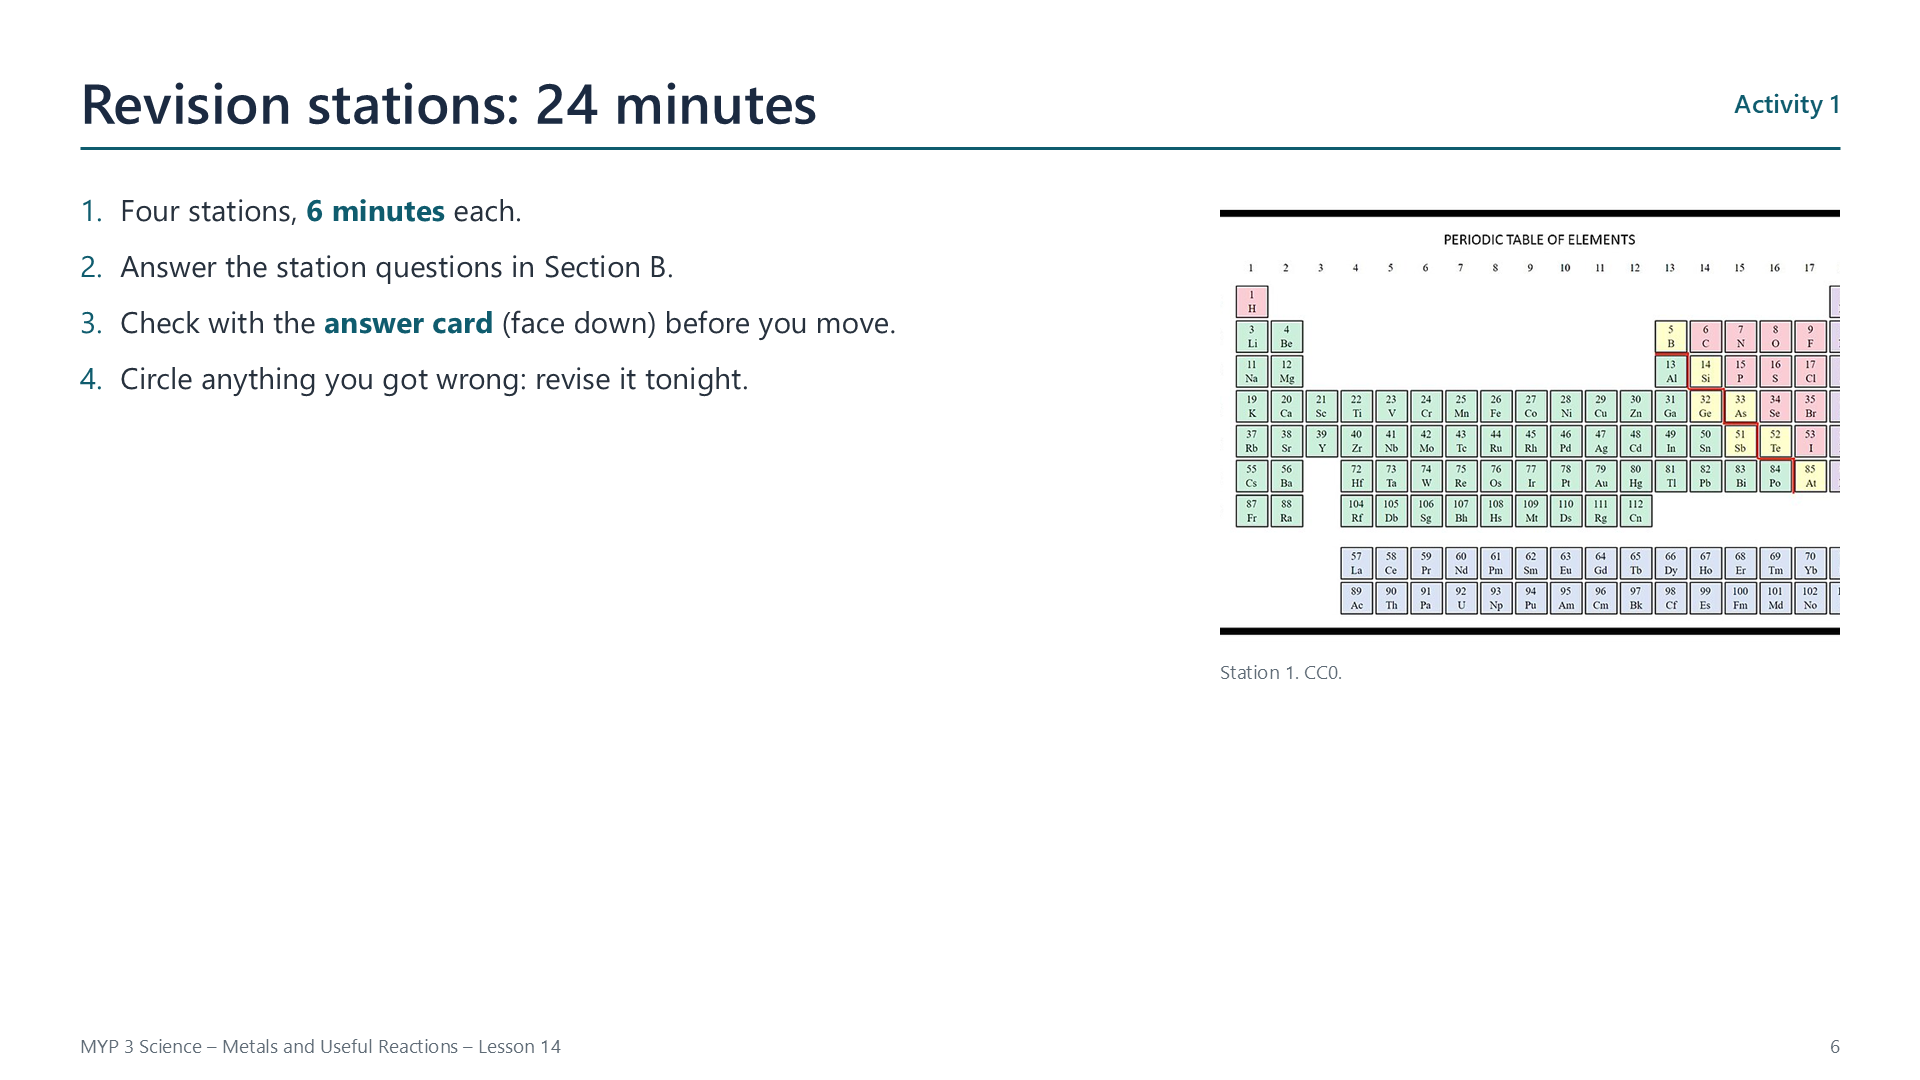 Revision stations: 24 minutes
Activity 1
1. Four stations, 6 minutes each.
2. Answer the station questions in Section B.
3. Check with the answer card (face down) before you move.
4. Circle anything you got wrong: revise it tonight.
PERIODIC TABLE OF ELEMENTS
1 2 3 4 5 6 7 8 9 10 11 12 13 14 15 16 17
1
H
3 4 5 6 7 8 9
Li Be B C N O F
11 12 13 14 15 16 17
Na Mg Al Si P S Cl
19 20 21 22 23 24 25 26 27 28 29 30 31 32 33 34 35
K Ca Sc Ti V Cr Mn Fe Co Ni Cu Zn Ga Ge As Se Br
37 38 39 40 41 42 43 44 45 46 47 48 49 50 51 52 53
Rb Sr Y Zr Nb Mo Tc Ru Rh Pd Ag Cd In Sn Sb Te I
55 56 72 73 74 75 76 77 78 79 80 81 82 83 84 85
Cs Ba Hf Ta W Re Os Ir Pt Au Hg Tl Pb Bi Po At
87 88 104 105 106 107 108 109 110 111 112
Fr Ra Rf Db Sg Bh Hs Mt Ds Rg Cn
57 58 59 60 61 62 63 64 65 66 67 68 69 70
La Ce Pr Nd Pm Sm Eu Gd Tb Dy Ho Er Tm Yb
89 90 91 92 93 94 95 96 97 98 99 100 101 102
Ac Th Pa U Np Pu Am Cm Bk Cf Es Fm Md No
Station 1. CC0.
MYP 3 Science – Metals and Useful Reactions – Lesson 14
6